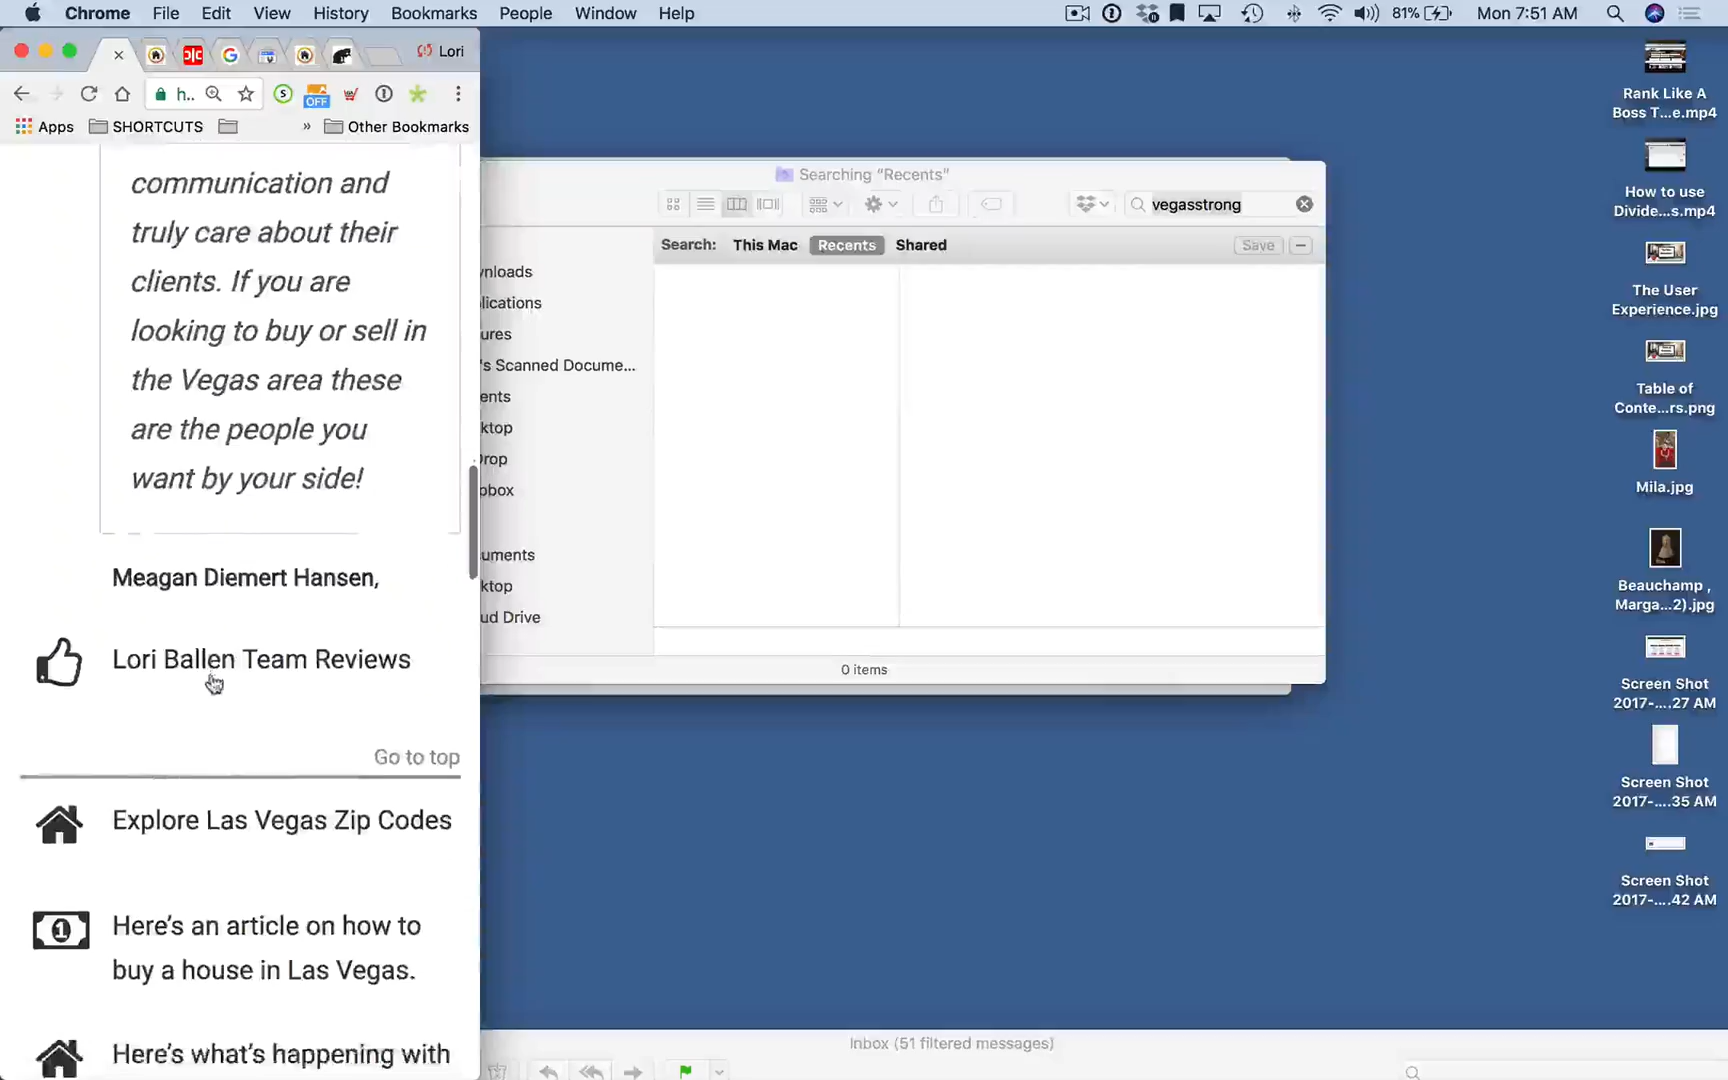 Chrome File Edit View History Bookmarks People Window Help
81% Mon 7:51 AM
Lori
h..
OFF
Apps SHORTCUTS » Other Bookmarks
communication and
truly care about their
clients. If you are
looking to buy or sell in
the Vegas area these
are the people you
want by your side!
Meagan Diemert Hansen,
Lori Ballen Team Reviews
Go to top
Explore Las Vegas Zip Codes
Here's an article on how to
buy a house in Las Vegas.
Here's what's happening with
Searching "Recents"
vegasstrong
Search: This Mac Recents Shared Save
wnloads
lications
ures
's Scanned Docume...
ents
ktop
Drop
pbox
uments
ktop
ud Drive
0 items
Inbox (51 filtered messages)
Rank Like A
Boss T...e.mp4
How to use
Divide...s.mp4
The User
Experience.jpg
Table of
Conte...rs.png
Mila.jpg
Beauchamp ,
Marga...2).jpg
Screen Shot
2017-....27 AM
Screen Shot
2017-....35 AM
Screen Shot
2017-....42 AM